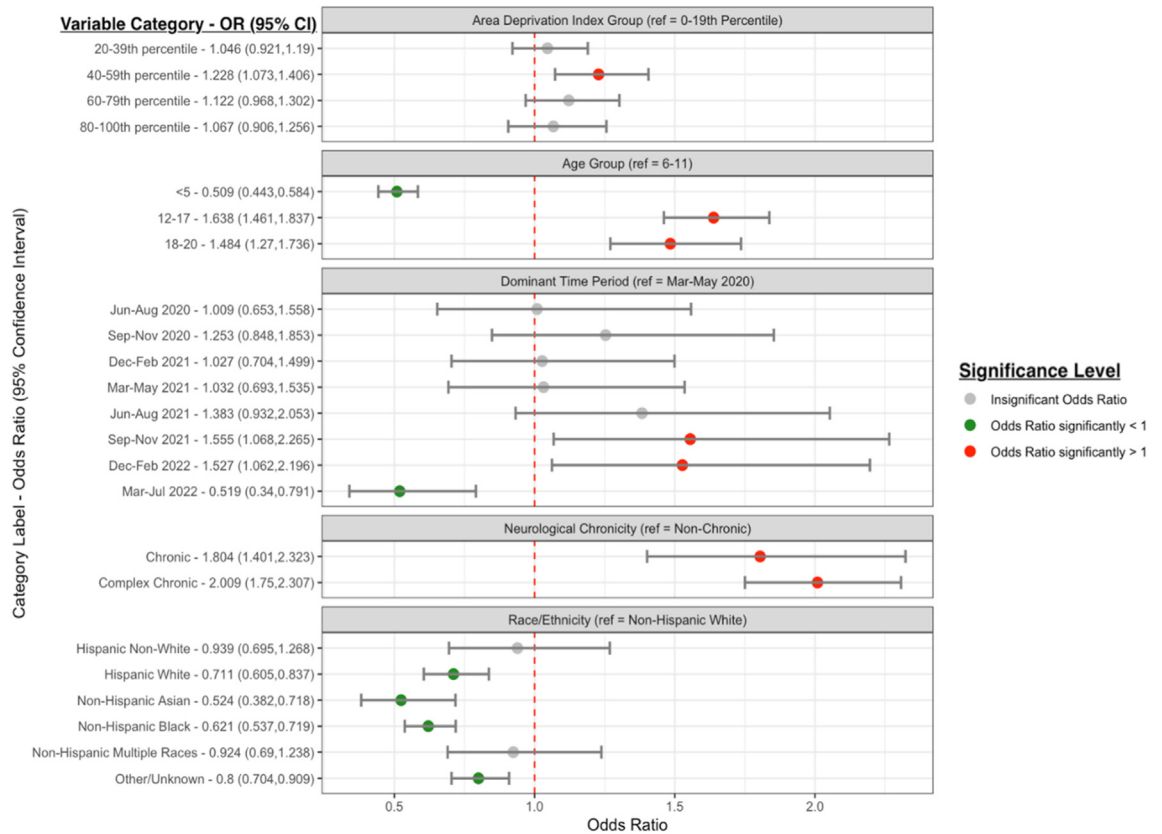 Variable Category - OR (95% CI)
Area Deprivation Index Group (ref = 0-19th Percentile)
20-39th percentile - 1.046 (0.921,1.19)
40-59th percentile - 1.228 (1.073,1.406)
60-79th percentile - 1.122 (0.968,1.302)
80-100th percentile - 1.067 (0.906,1.256)
Age Group (ref = 6-11)
<5 - 0.509 (0.443,0.584)
12-17 - 1.638 (1.461,1.837)
18-20 - 1.484 (1.27,1.736)
Dominant Time Period (ref = Mar-May 2020)
Jun-Aug 2020 - 1.009 (0.653,1.558)
Sep-Nov 2020 - 1.253 (0.848,1.853)
Dec-Feb 2021 - 1.027 (0.704,1.499)
Mar-May 2021 - 1.032 (0.693,1.535)
Jun-Aug 2021 - 1.383 (0.932,2.053)
Sep-Nov 2021 - 1.555 (1.068,2.265)
Dec-Feb 2022 - 1.527 (1.062,2.196)
Mar-Jul 2022 - 0.519 (0.34,0.791)
Neurological Chronicity (ref = Non-Chronic)
Chronic - 1.804 (1.401,2.323)
Complex Chronic - 2.009 (1.75,2.307)
Race/Ethnicity (ref = Non-Hispanic White)
Hispanic Non-White - 0.939 (0.695,1.268)
Hispanic White - 0.711 (0.605,0.837)
Non-Hispanic Asian - 0.524 (0.382,0.718)
Non-Hispanic Black - 0.621 (0.537,0.719)
Non-Hispanic Multiple Races - 0.924 (0.69,1.238)
Other/Unknown - 0.8 (0.704,0.909)
0.5 1.0 1.5 2.0
Odds Ratio
Category Label - Odds Ratio (95% Confidence Interval)
Significance Level
Insignificant Odds Ratio
Odds Ratio significantly < 1
Odds Ratio significantly > 1